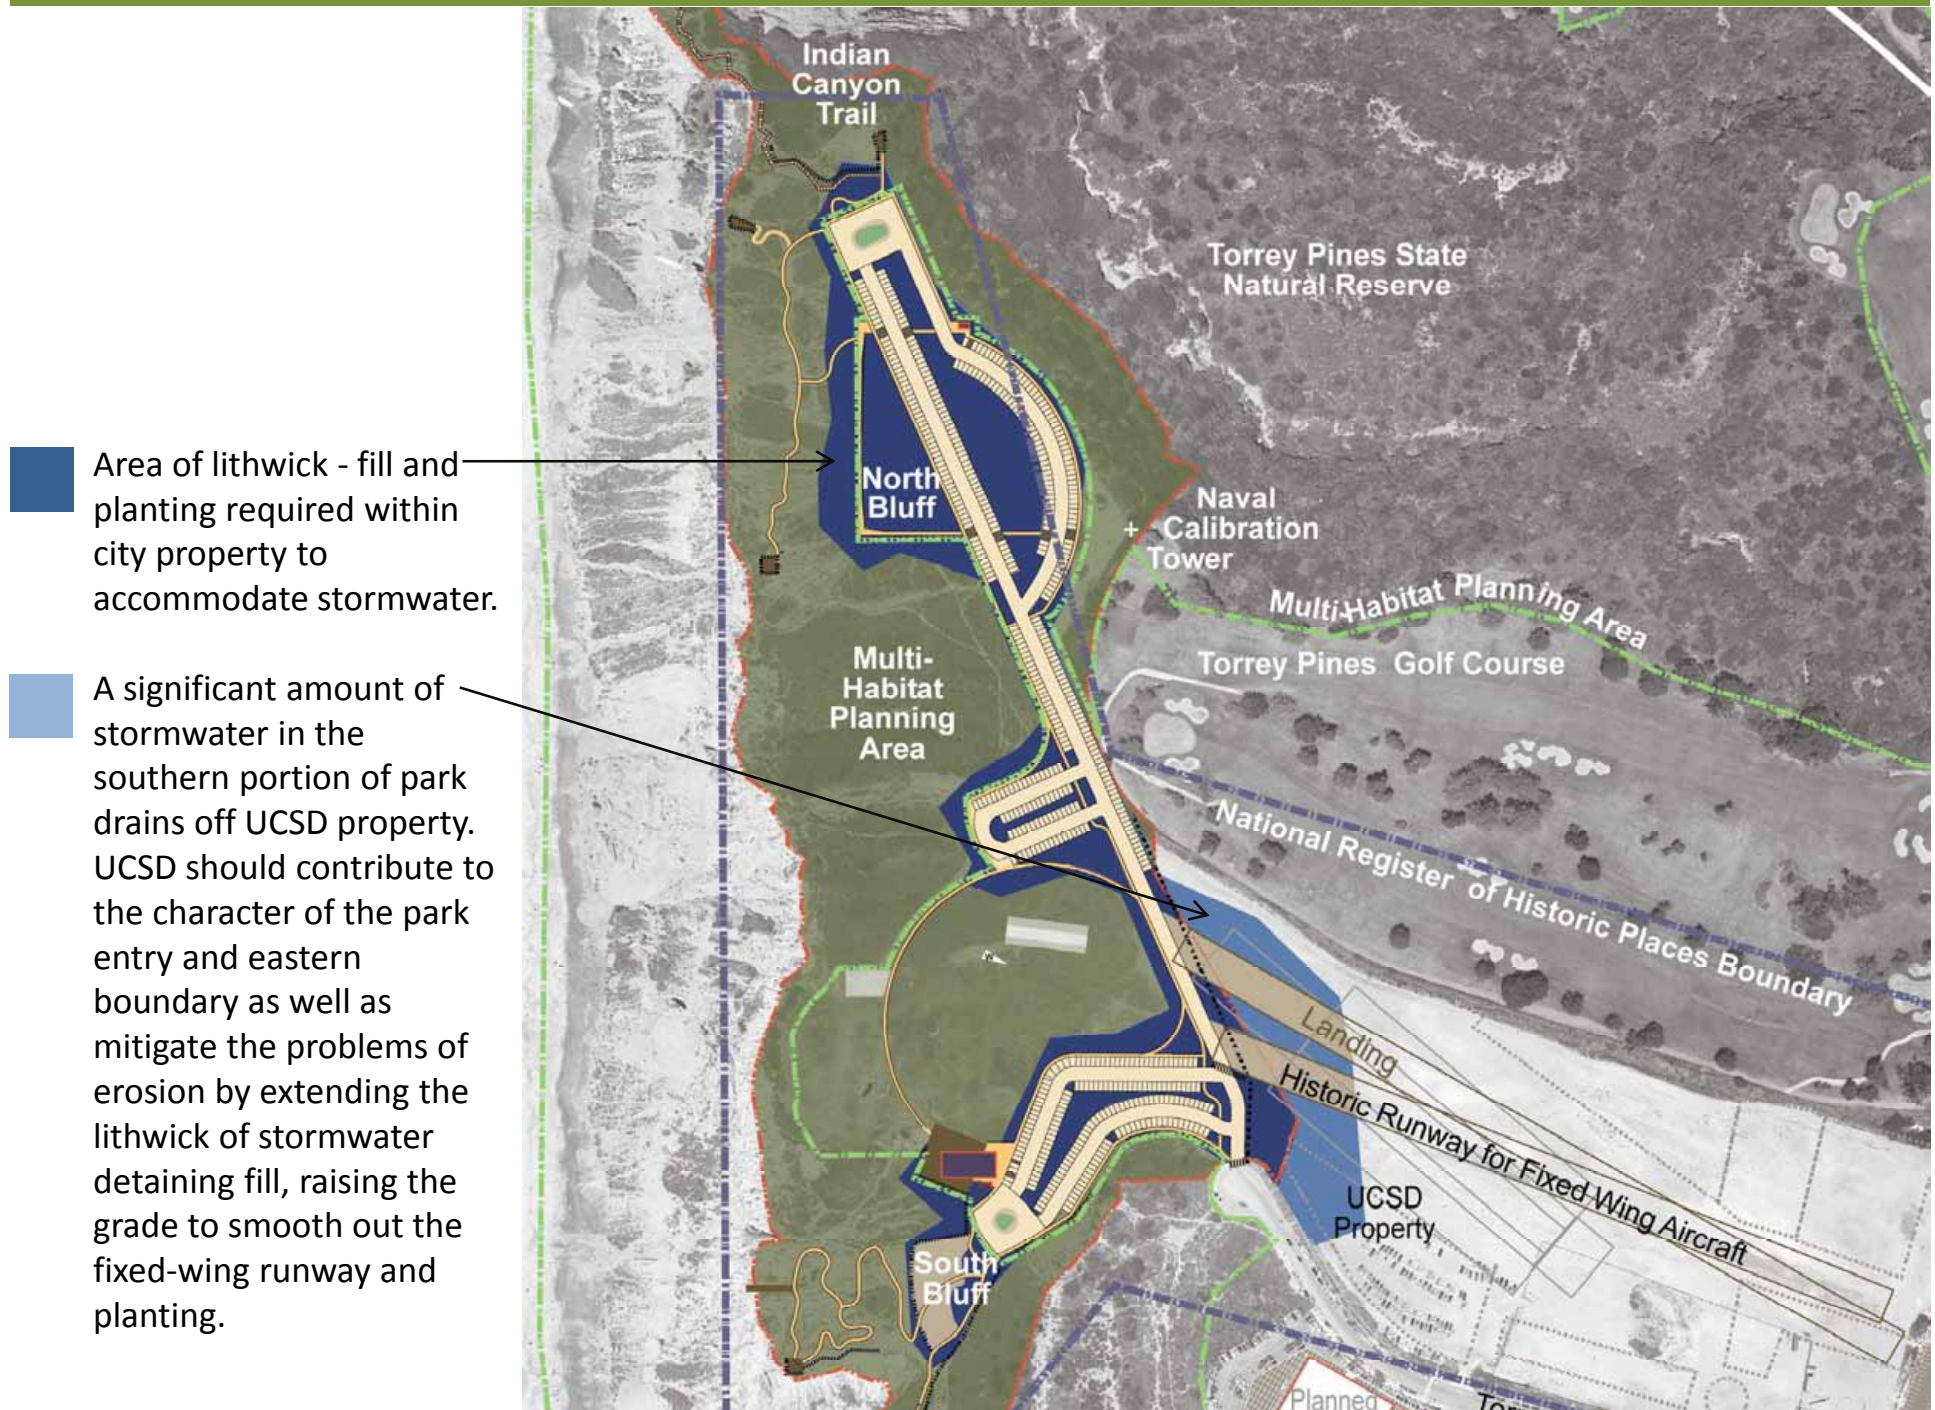 Area of lithwick - fill and
planting required within
city property to
accommodate stormwater.
A significant amount of
stormwater in the
southern portion of park
drains off UCSD property.
UCSD should contribute to
the character of the park
entry and eastern
boundary as well as
mitigate the problems of
erosion by extending the
lithwick of stormwater
detaining fill, raising the
grade to smooth out the
fixed-wing runway and
planting.
Indian
Canyon
Trail
Torrey Pines State
Natural Reserve
North
Bluff
Naval
Calibration
Tower
Multi-Habitat Planning Area
Torrey Pines Golf Course
Multi-
Habitat
Planning
Area
National Register of Historic Places Boundary
Landing
Historic Runway for Fixed Wing Aircraft
UCSD
Property
South
Bluff
Planned